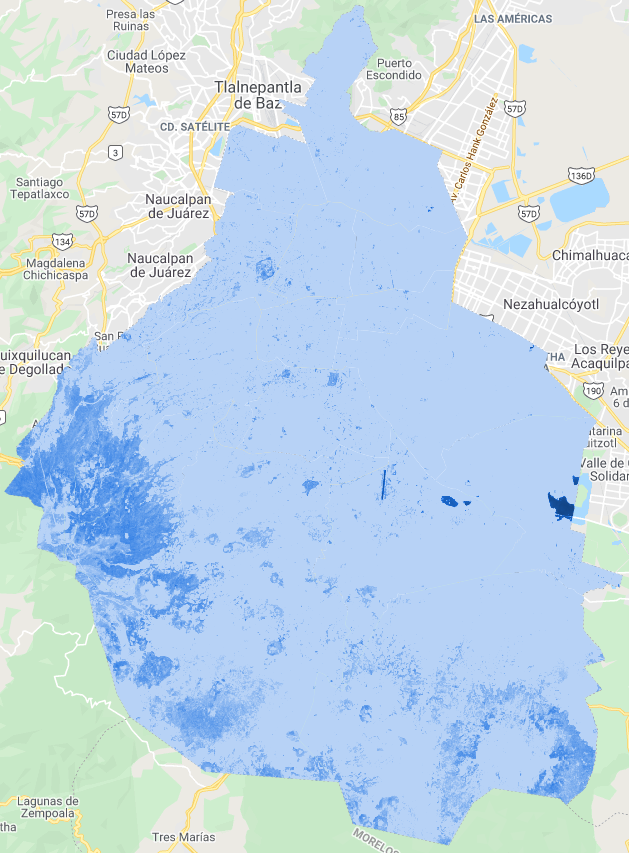 Presa las
Ruinas
LAS AMÉRICAS
Ciudad López
Mateos
Puerto
Escondido
Tlalnepantla
de Baz
57D
85
57D
CD. SATÉLITE
3
Av. Carlos Hank González
136D
Santiago
Tepatlaxco
Naucalpan
de Juárez
57D
57D
134
Magdalena
Chichicaspa
Naucalpan
de Juárez
Chimalhuac
Nezahualcóyotl
San F
uixquilucan
e Degollad
Los Reye
Acaquilpa
190
Am
6 d
atarina
uitzotl
Valle de C
Solidar
Lagunas de
Zempoala
tha
Tres Marías
MORELOS